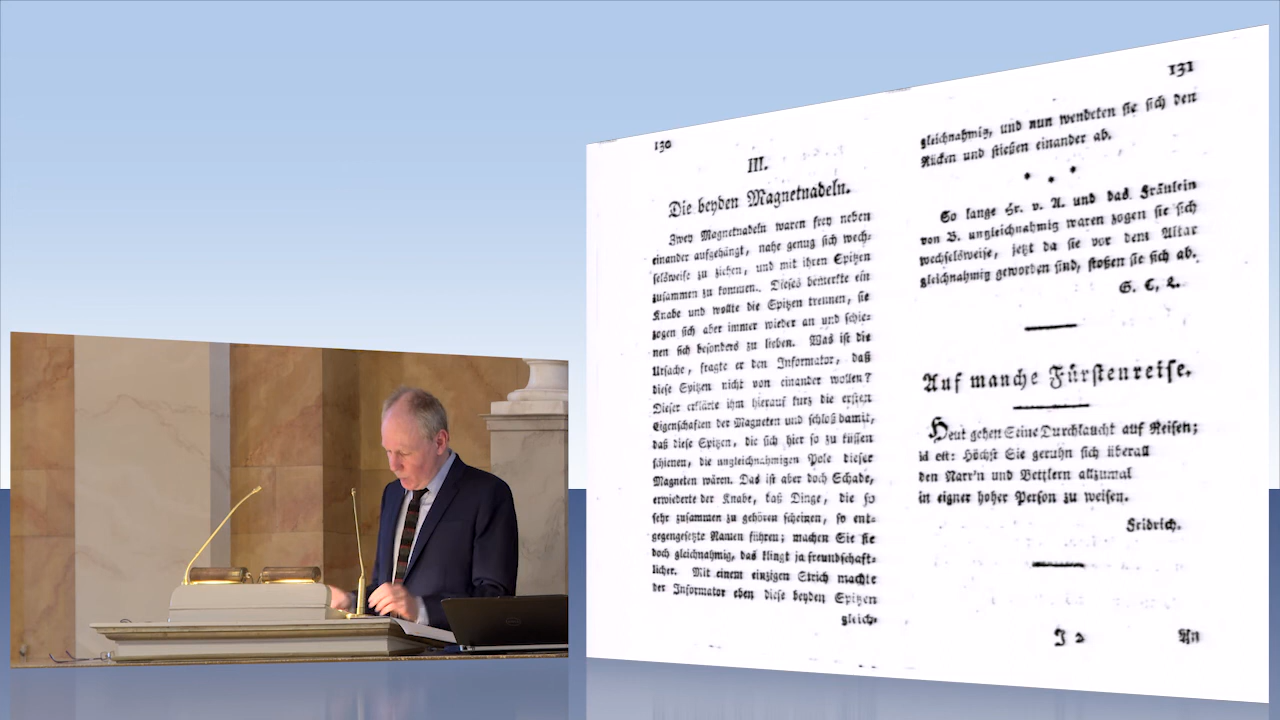 130
III.
Die beyden Magnetnadeln.
Zwey Magnetnadeln waren frey neben
einander aufgehängt, nahe genug sich wech-
selsweise zu ziehen, und mit ihren Spitzen
zusammen zu kommen. Dieses bemerkte ein
Knabe und wollte die Spitzen trennen, sie
zogen sich aber immer wieder an und schie-
nen sich besonders zu lieben. Was ist die
Ursache, fragte er den Informator, daß
diese Spitzen nicht von einander wollen?
Dieser erklärte ihm hierauf kurz die ersten
Eigenschaften der Magneten und schloß damit,
daß diese Spitzen, die sich hier so zu küssen
schienen, die ungleichnahmigen Pole dieser
Magneten wären. Das ist aber doch Schade,
erwiederte der Knabe, daß Dinge, die so
sehr zusammen zu gehören scheinen, so ent-
gegengesetzte Namen führen; machen Sie sie
doch gleichnahmig, das klingt ja freundschaft-
licher. Mit einem einzigen Strich machte
der Informator eben diese beyden Spitzen
gleich-
131
gleichnahmig, und nun wendeten sie sich den
Rücken und stießen einander ab.
* * *
So lange Hr. v. A. und das Fräulein
von B. ungleichnahmig waren zogen sie sich
wechselsweise, jetzt da sie vor dem Altar
gleichnahmig geworden sind, stoßen sie sich ab.
G. C. L.
Auf manche Fürstenreise.
Heut gehen Seine Durchlaucht auf Reisen;
id est: Höchst Sie geruhn sich überall
den Narr'n und Bettlern allzumal
in eigner hoher Person zu weisen.
Fridrich.
I 2
An